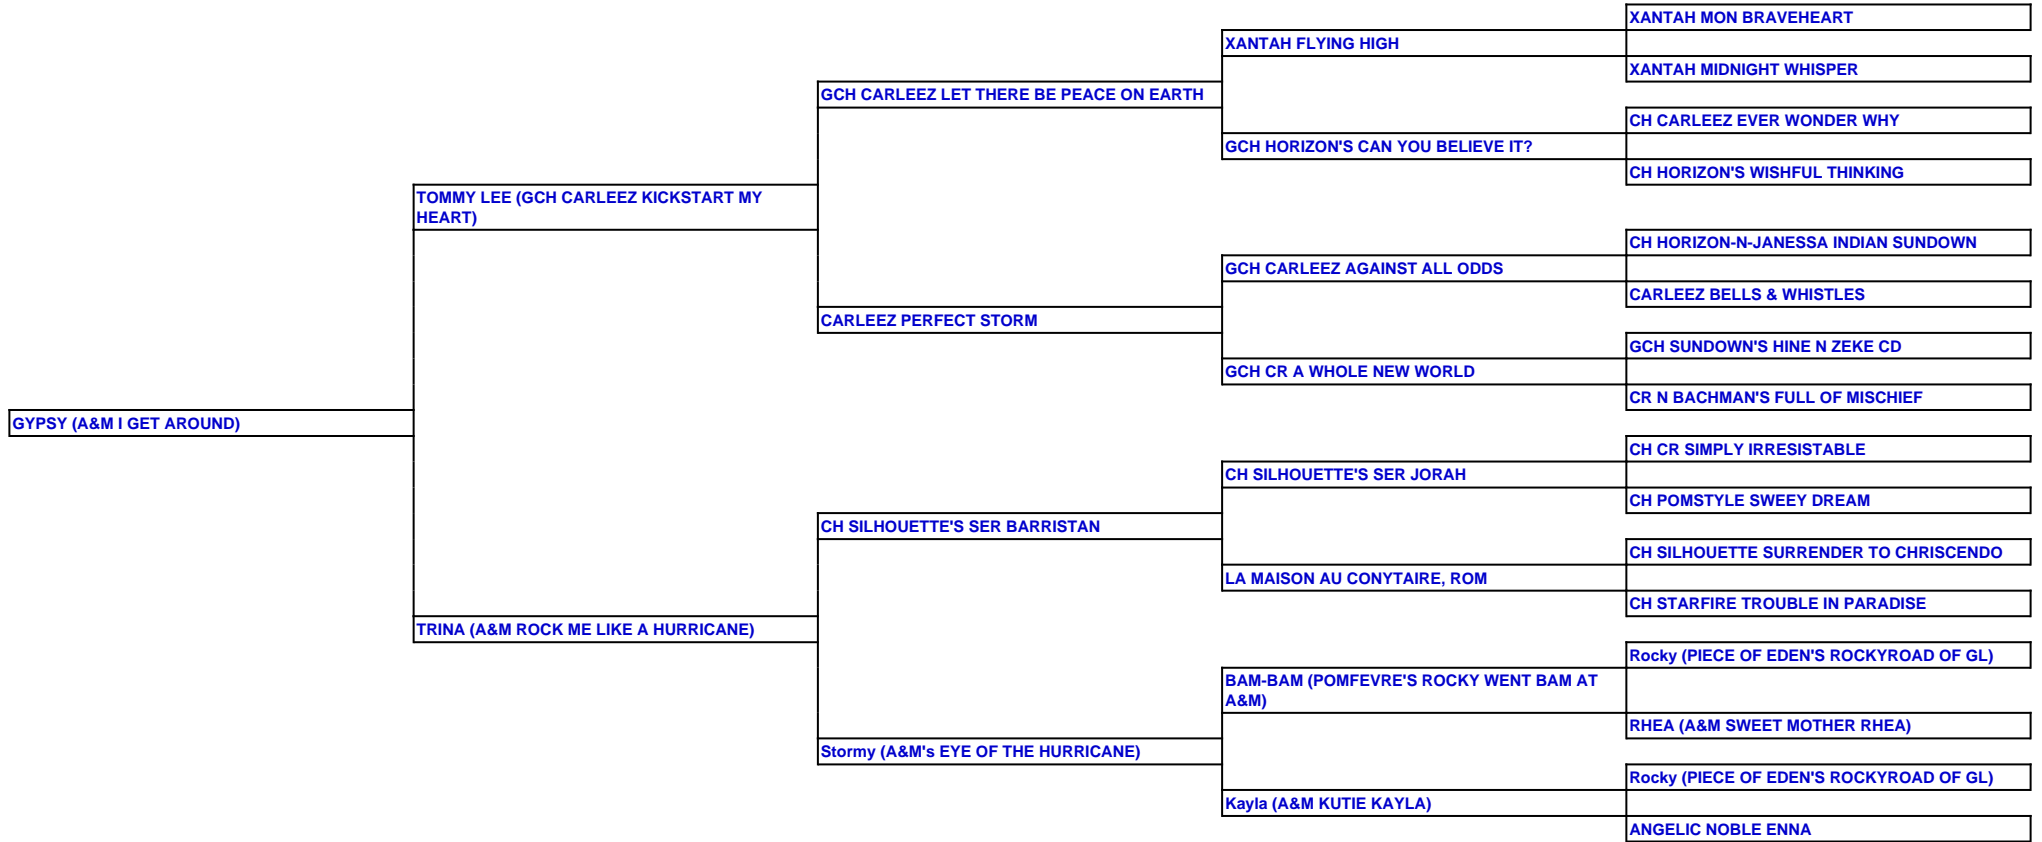 XANTAH MON BRAVEHEART
XANTAH FLYING HIGH
XANTAH MIDNIGHT WHISPER
GCH CARLEEZ LET THERE BE PEACE ON EARTH
CH CARLEEZ EVER WONDER WHY
GCH HORIZON'S CAN YOU BELIEVE IT?
CH HORIZON'S WISHFUL THINKING
TOMMY LEE (GCH CARLEEZ KICKSTART MY
HEART)
CH HORIZON-N-JANESSA INDIAN SUNDOWN
GCH CARLEEZ AGAINST ALL ODDS
CARLEEZ BELLS & WHISTLES
CARLEEZ PERFECT STORM
GCH SUNDOWN'S HINE N ZEKE CD
GCH CR A WHOLE NEW WORLD
CR N BACHMAN'S FULL OF MISCHIEF
GYPSY (A&M I GET AROUND)
CH CR SIMPLY IRRESISTABLE
CH SILHOUETTE'S SER JORAH
CH POMSTYLE SWEEY DREAM
CH SILHOUETTE'S SER BARRISTAN
CH SILHOUETTE SURRENDER TO CHRISCENDO
LA MAISON AU CONYTAIRE, ROM
CH STARFIRE TROUBLE IN PARADISE
TRINA (A&M ROCK ME LIKE A HURRICANE)
Rocky (PIECE OF EDEN'S ROCKYROAD OF GL)
BAM-BAM (POMFEVRE'S ROCKY WENT BAM AT
A&M)
RHEA (A&M SWEET MOTHER RHEA)
Stormy (A&M's EYE OF THE HURRICANE)
Rocky (PIECE OF EDEN'S ROCKYROAD OF GL)
Kayla (A&M KUTIE KAYLA)
ANGELIC NOBLE ENNA